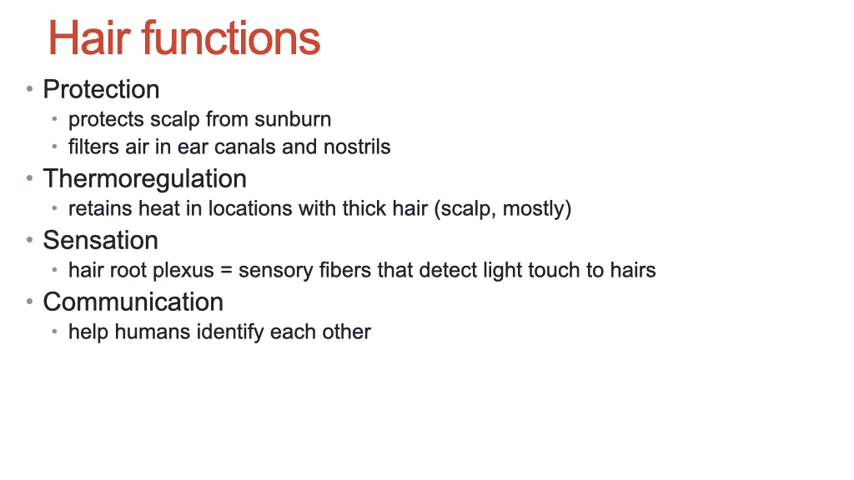 Hair functions
• Protection
• protects scalp from sunburn
• filters air in ear canals and nostrils
• Thermoregulation
• retains heat in locations with thick hair (scalp, mostly)
• Sensation
• hair root plexus = sensory fibers that detect light touch to hairs
• Communication
• help humans identify each other